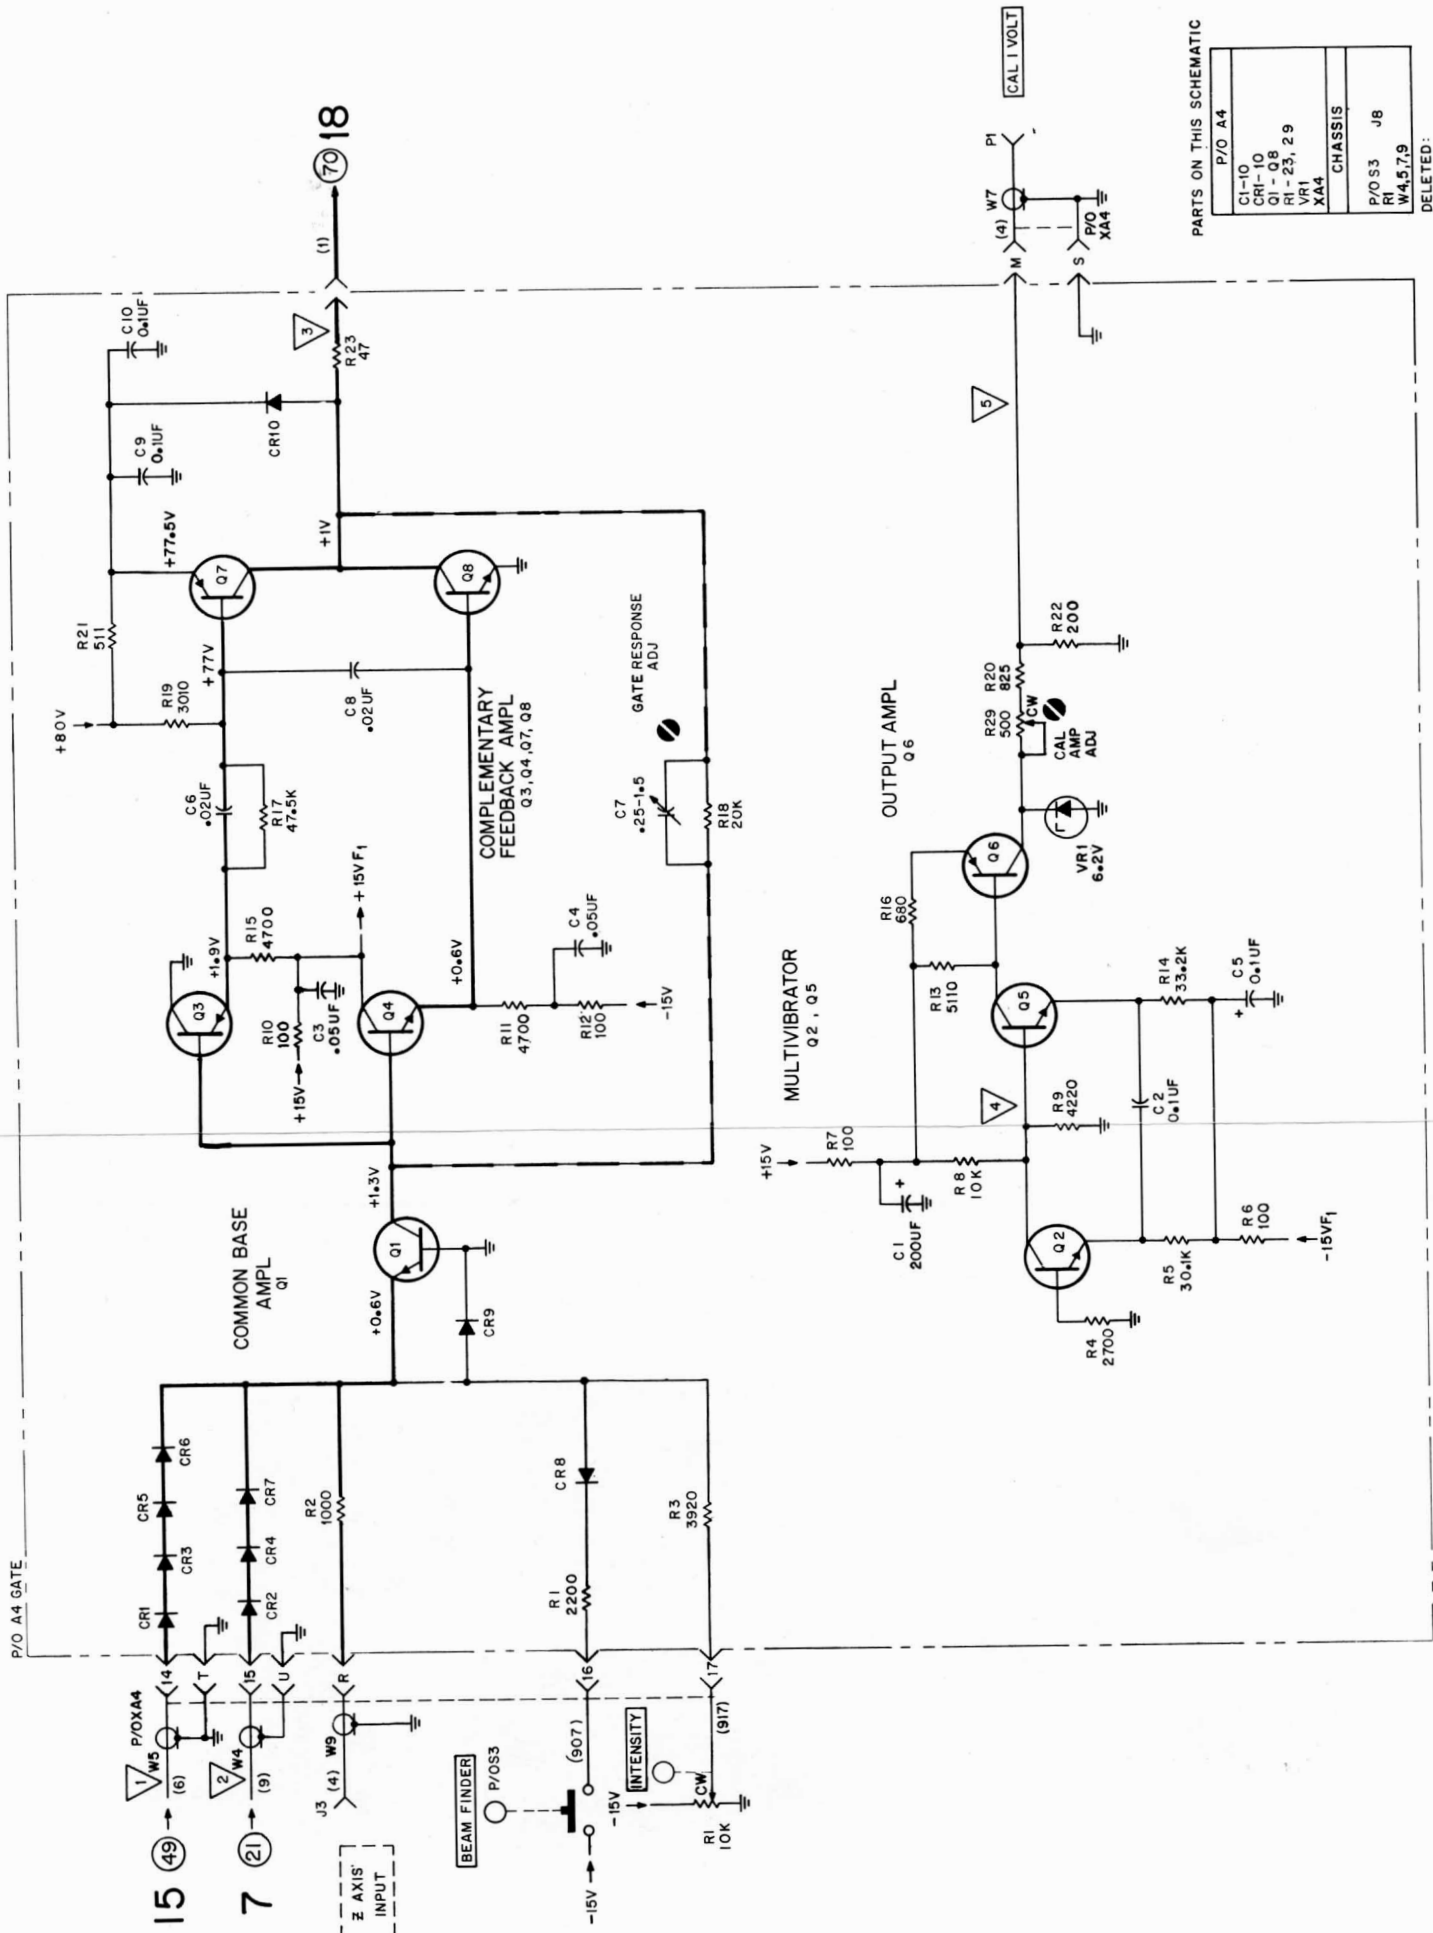 P/O A4 GATE
15
49
1
P/OXA4
W5
(6)
14
T
7
21
2
W4
(9)
15
U
Z AXIS
INPUT
J3
(4)
W9
R
BEAM FINDER
P/OS3
-15V
(907)
16
INTENSITY
-15V
CW
R1
10K
(917)
17
CR1
CR3
CR5
CR6
CR2
CR4
CR7
R2
1000
R1
2200
CR8
R3
3920
COMMON BASE
AMPL
Q1
+0.6V
Q1
+1.3V
CR9
Q3
+1.9V
R15
4700
R10
100
+15V
C3
.05UF
+15VF1
Q4
+0.6V
R11
4700
R12
100
-15V
C4
.05UF
C6
.02UF
R17
47.5K
+80V
R19
3010
R21
511
+77V
+77.5V
Q7
C8
.02UF
COMPLEMENTARY
FEEDBACK AMPL
Q3,Q4,Q7,Q8
Q8
+1V
C9
0.1UF
C10
0.1UF
CR10
R23
47
3
(1)
70
18
C7
.25-1.5
GATE RESPONSE
ADJ
R18
20K
MULTIVIBRATOR
Q2, Q5
+15V
R7
100
C1
200UF
+
R8
10K
4
R9
4220
Q2
R4
2700
R5
30.1K
R6
100
-15VF1
C2
0.1UF
Q5
R13
5110
R14
33.2K
C5
0.1UF
+
R16
680
OUTPUT AMPL
Q6
Q6
VR1
6.2V
R29
500
CW
CAL
AMP
ADJ
R20
825
R22
200
5
M
S
(4)
W7
P1
P/O
XA4
CAL 1 VOLT
PARTS ON THIS SCHEMATIC
P/O A4
C1-10
CR1-10
Q1-Q8
R1-23, 29
VR1
XA4
CHASSIS
P/OS3 J8
R1
W4,5,7,9
DELETED: